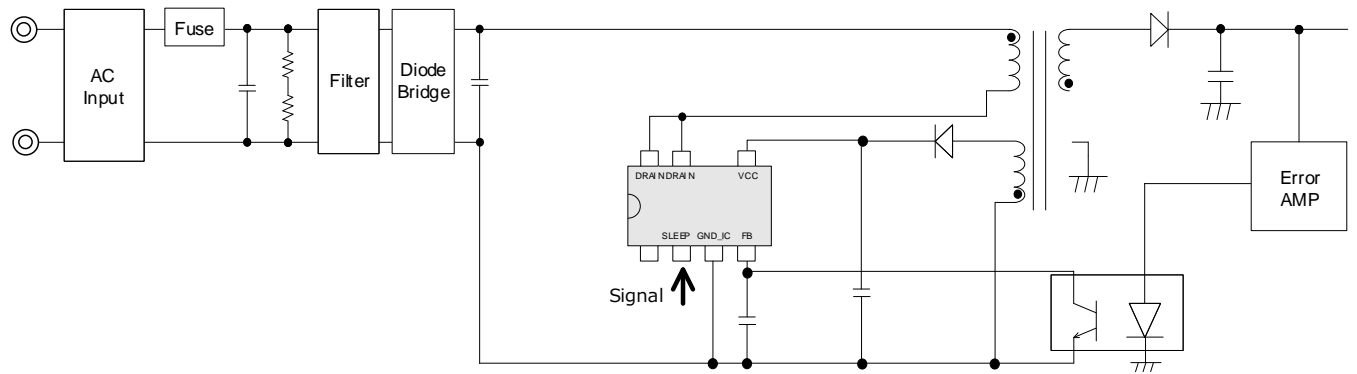 AC
Input
Fuse
Filter
Diode
Bridge
DRAIN DRAIN VCC
SLEEP GND_IC FB
Signal
Error
AMP